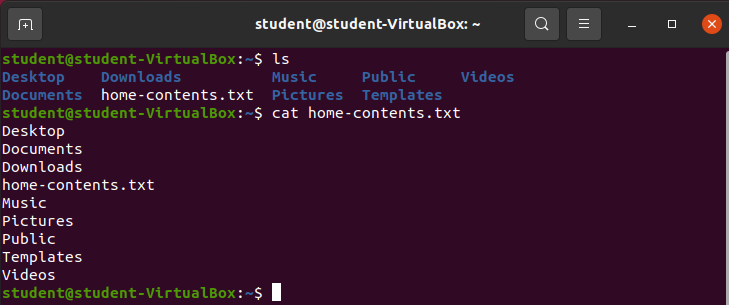 student@student-VirtualBox: ~
student@student-VirtualBox:~$ ls
Desktop    Downloads          Music     Public     Videos
Documents  home-contents.txt  Pictures  Templates
student@student-VirtualBox:~$ cat home-contents.txt
Desktop
Documents
Downloads
home-contents.txt
Music
Pictures
Public
Templates
Videos
student@student-VirtualBox:~$